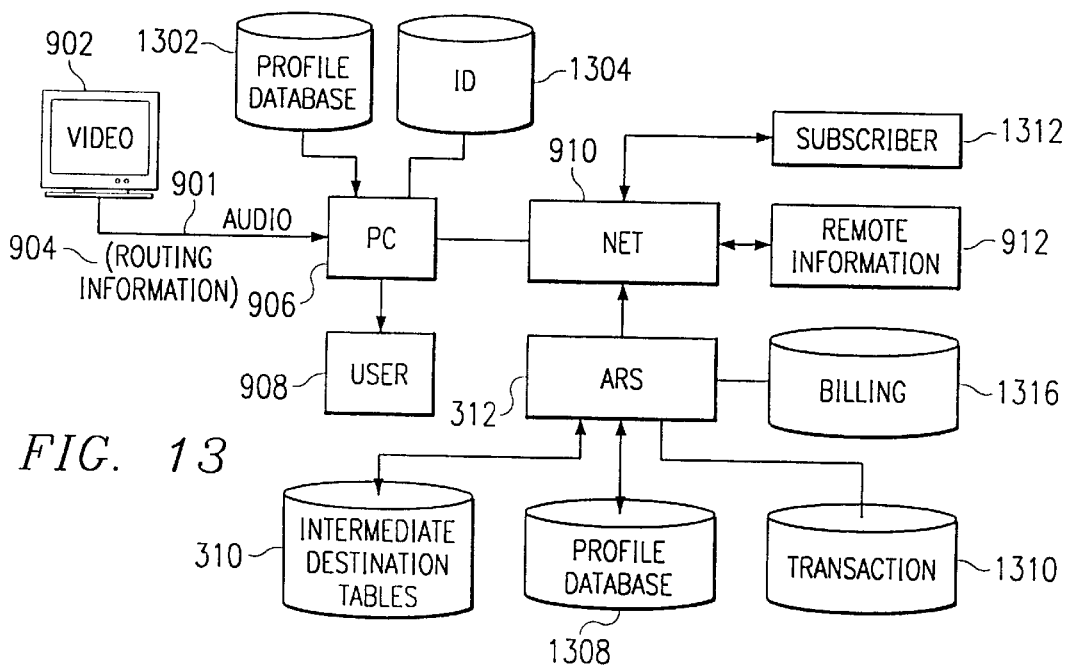 902
1302
PROFILE
DATABASE
ID
1304
VIDEO
910
SUBSCRIBER
1312
901
AUDIO
PC
NET
REMOTE
INFORMATION
912
904
(ROUTING
INFORMATION)
906
908
USER
312
ARS
BILLING
1316
FIG. 13
310
INTERMEDIATE
DESTINATION
TABLES
PROFILE
DATABASE
1308
TRANSACTION
1310